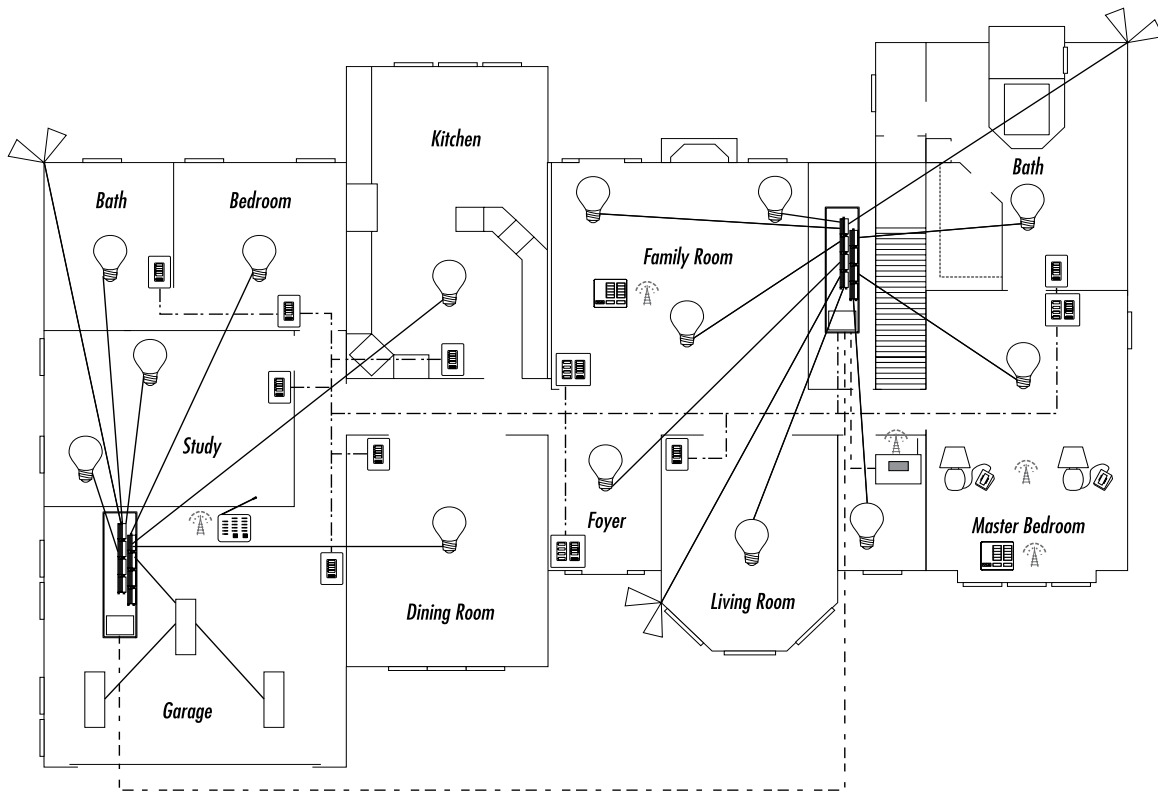 Kitchen
Bath
Bath
Bedroom
Family Room
Study
Foyer
Master Bedroom
Dining Room
Living Room
Garage